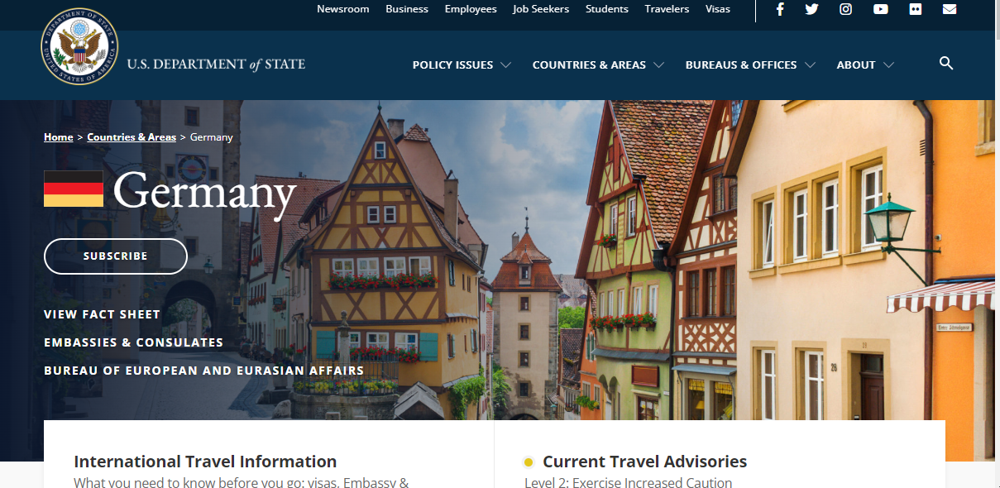 Newsroom Business Employees Job Seekers Students Travelers Visas
U.S. DEPARTMENT of STATE
POLICY ISSUES COUNTRIES & AREAS BUREAUS & OFFICES ABOUT
DEPARTMENT OF STATE
UNITED STATES OF AMERICA
Home > Countries & Areas > Germany
Germany
SUBSCRIBE
VIEW FACT SHEET
EMBASSIES & CONSULATES
BUREAU OF EUROPEAN AND EURASIAN AFFAIRS
28
International Travel Information
What you need to know before you go: visas, Embassy &
Current Travel Advisories
Level 2: Exercise Increased Caution